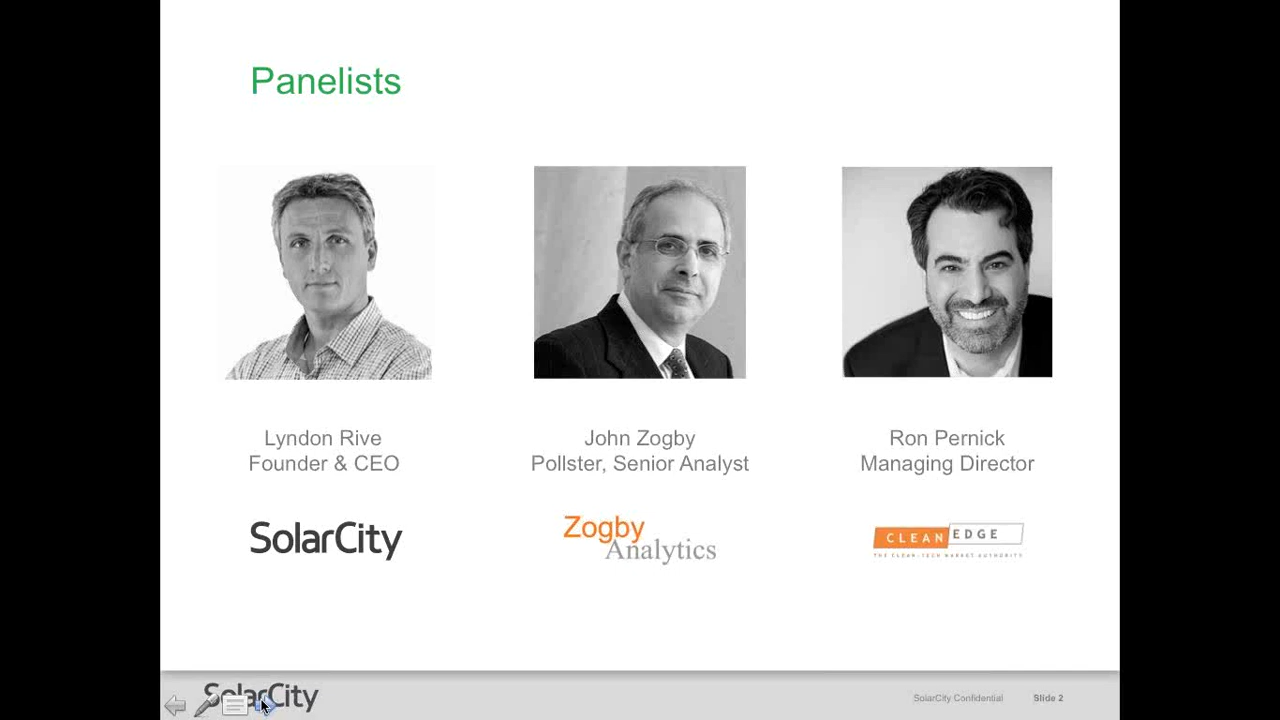 Panelists
Lyndon Rive
Founder & CEO
John Zogby
Pollster, Senior Analyst
Ron Pernick
Managing Director
SolarCity
Zogby
Analytics
CLEAN EDGE
THE CLEAN-TECH MARKET AUTHORITY
SolarCity
SolarCity Confidential
Slide 2